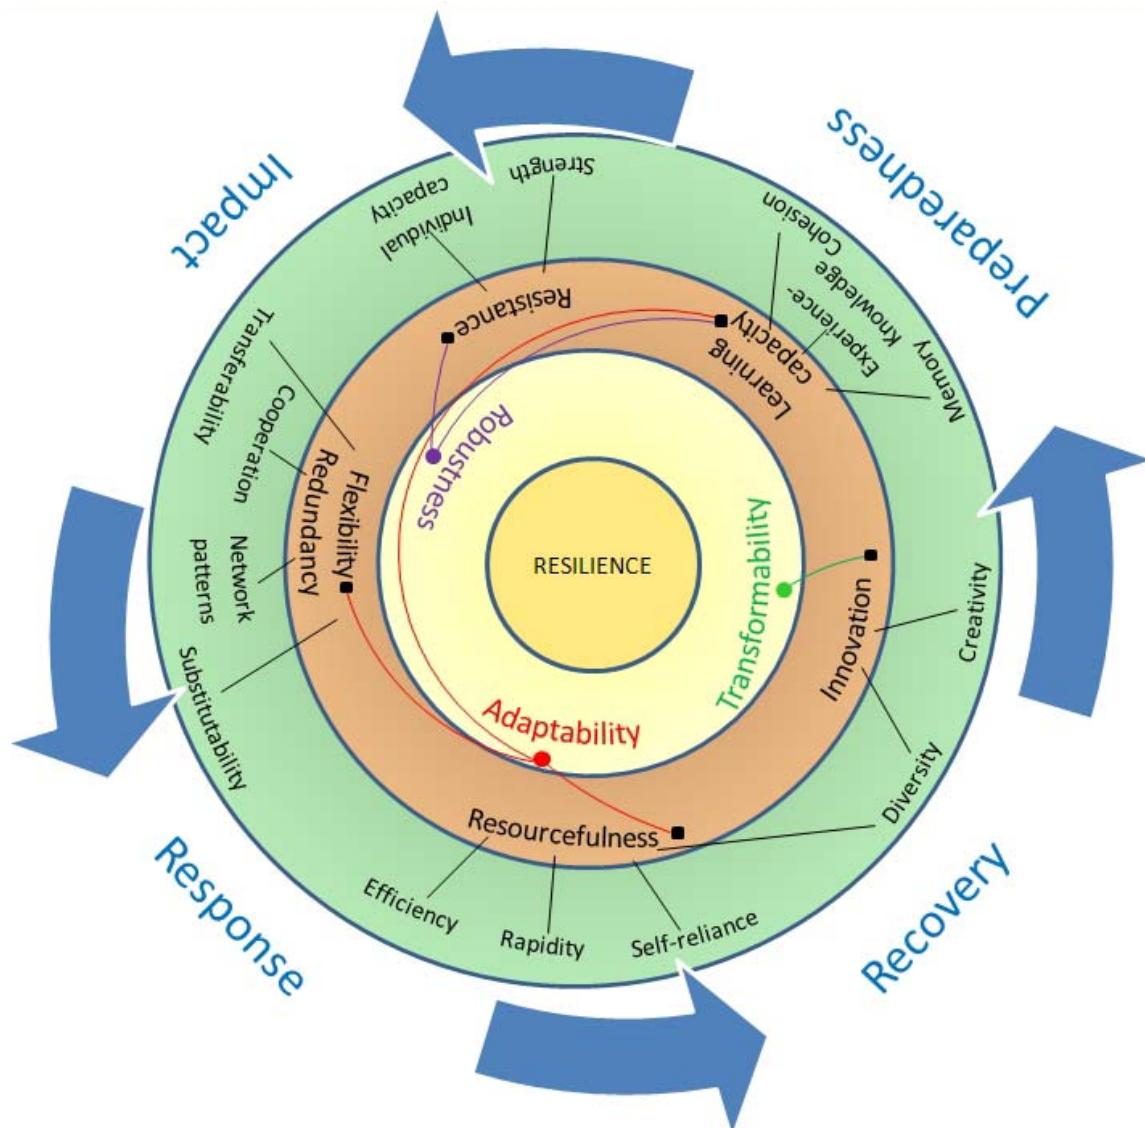 Preparedness
Impact
Response
Recovery
Strength
Individual
capacity
Cohesion
Experience-
Knowledge
Memory
Transferability
Cooperation
Network
patterns
Substitutability
Efficiency
Rapidity
Self-reliance
Diversity
Creativity
Resistance
Learning
capacity
Flexibility
Redundancy
Resourcefulness
Innovation
Robustness
Adaptability
Transformability
RESILIENCE